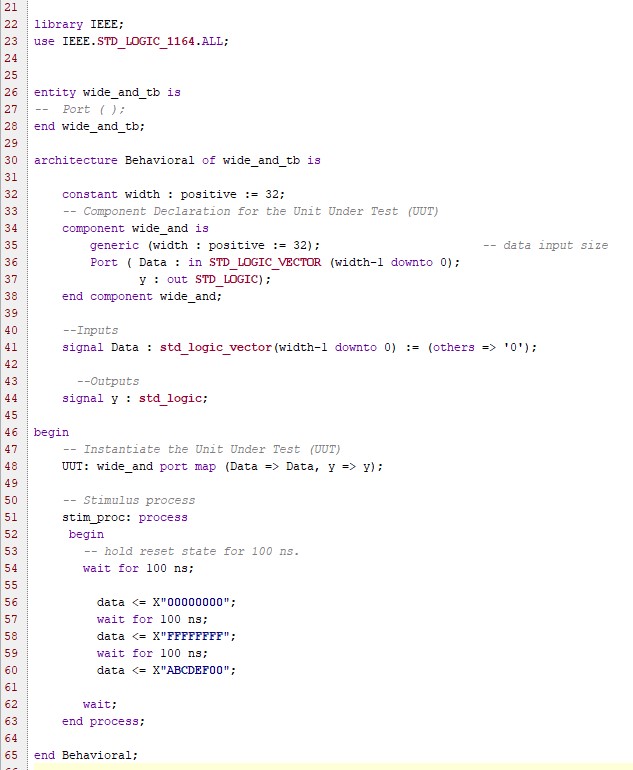 21
22 library IEEE;
23 use IEEE.STD_LOGIC_1164.ALL;
24
25
26 entity wide_and_tb is
27 --  Port ( );
28 end wide_and_tb;
29
30 architecture Behavioral of wide_and_tb is
31
32     constant width : positive := 32;
33     -- Component Declaration for the Unit Under Test (UUT)
34     component wide_and is
35         generic (width : positive := 32);                       -- data input size
36         Port ( Data : in STD_LOGIC_VECTOR (width-1 downto 0);
37                y : out STD_LOGIC);
38     end component wide_and;
39
40     --Inputs
41     signal Data : std_logic_vector(width-1 downto 0) := (others => '0');
42
43       --Outputs
44     signal y : std_logic;
45
46 begin
47     -- Instantiate the Unit Under Test (UUT)
48     UUT: wide_and port map (Data => Data, y => y);
49
50     -- Stimulus process
51     stim_proc: process
52      begin
53        -- hold reset state for 100 ns.
54        wait for 100 ns;
55
56          data <= X"00000000";
57          wait for 100 ns;
58          data <= X"FFFFFFFF";
59          wait for 100 ns;
60          data <= X"ABCDEF00";
61
62        wait;
63     end process;
64
65 end Behavioral;